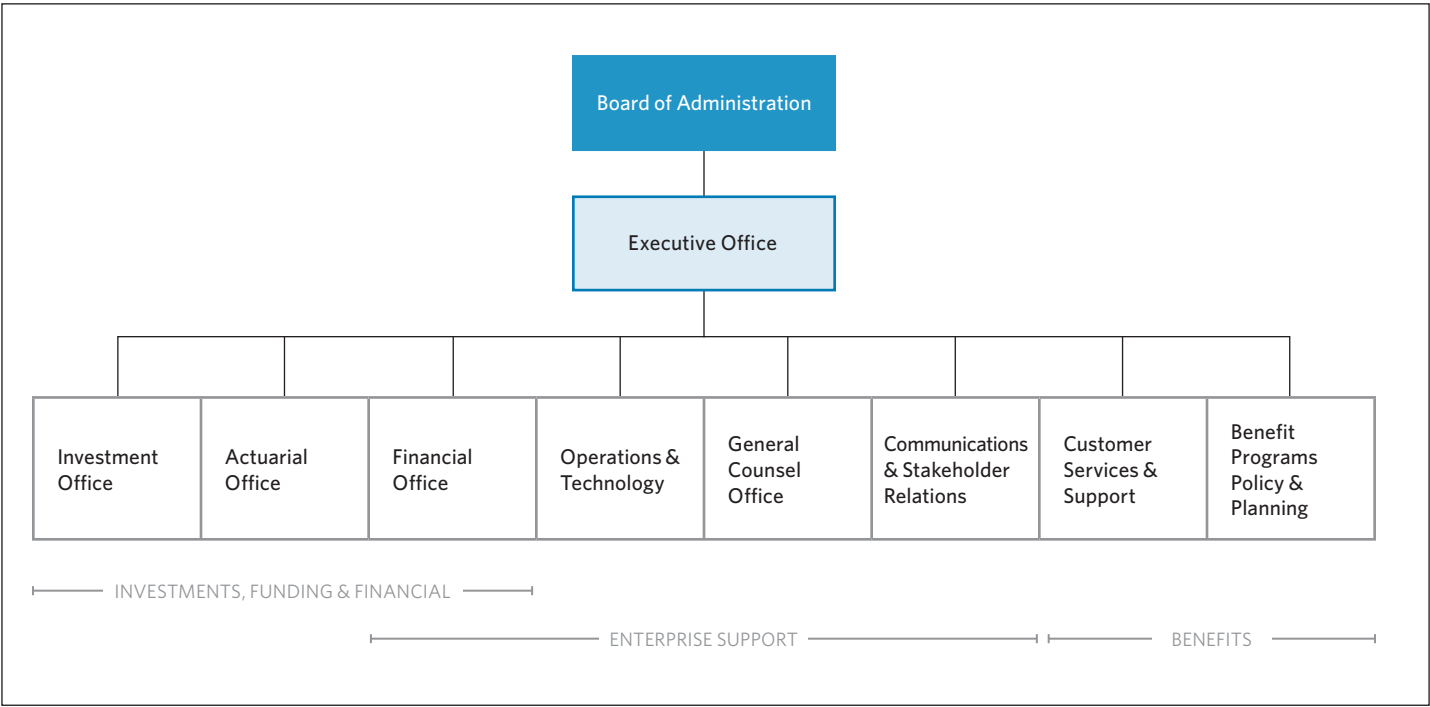 Board of Administration
Executive Office
Investment
Office
Actuarial
Office
Financial
Office
Operations &
Technology
General
Counsel
Office
Communications
& Stakeholder
Relations
Customer
Services &
Support
Benefit
Programs
Policy &
Planning
INVESTMENTS, FUNDING & FINANCIAL
ENTERPRISE SUPPORT
BENEFITS